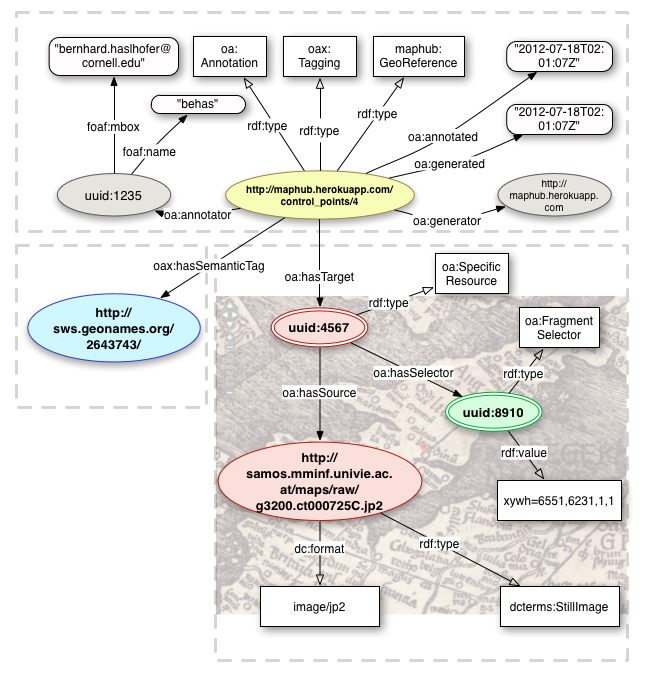 "bernhard.haslhofer@
cornell.edu"
oa:
Annotation
oax:
Tagging
maphub:
GeoReference
"2012-07-18T02:
01:07Z"
"behas"
"2012-07-18T02:
01:07Z"
foaf:mbox
rdf:type
rdf:type
rdf:type
oa:annotated
foaf:name
oa:generated
uuid:1235
http://maphub.herokuapp.com/
control_points/4
http://
maphub.herokuapp.
com
oa:annotator
oa:generator
oax:hasSemanticTag
oa:hasTarget
oa:Specific
Resource
rdf:type
http://
sws.geonames.org/
2643743/
uuid:4567
oa:Fragment
Selector
oa:hasSource
oa:hasSelector
rdf:type
uuid:8910
rdf:value
http://
samos.mminf.univie.ac.
at/maps/raw/
g3200.ct000725C.jp2
xywh=6551,6231,1,1
dc:format
rdf:type
image/jp2
dcterms:StillImage